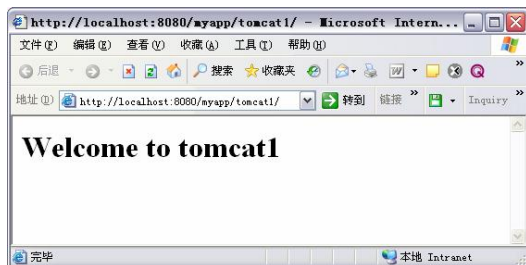 http://localhost:8080/myapp/tomcat1/ - Microsoft Intern...
文件(F) 编辑(E) 查看(V) 收藏(A) 工具(T) 帮助(H)
后退 搜索 收藏夹 »
地址(D) http://localhost:8080/myapp/tomcat1/ 转到 链接 » Inquiry »
Welcome to tomcat1
完毕 本地 Intranet